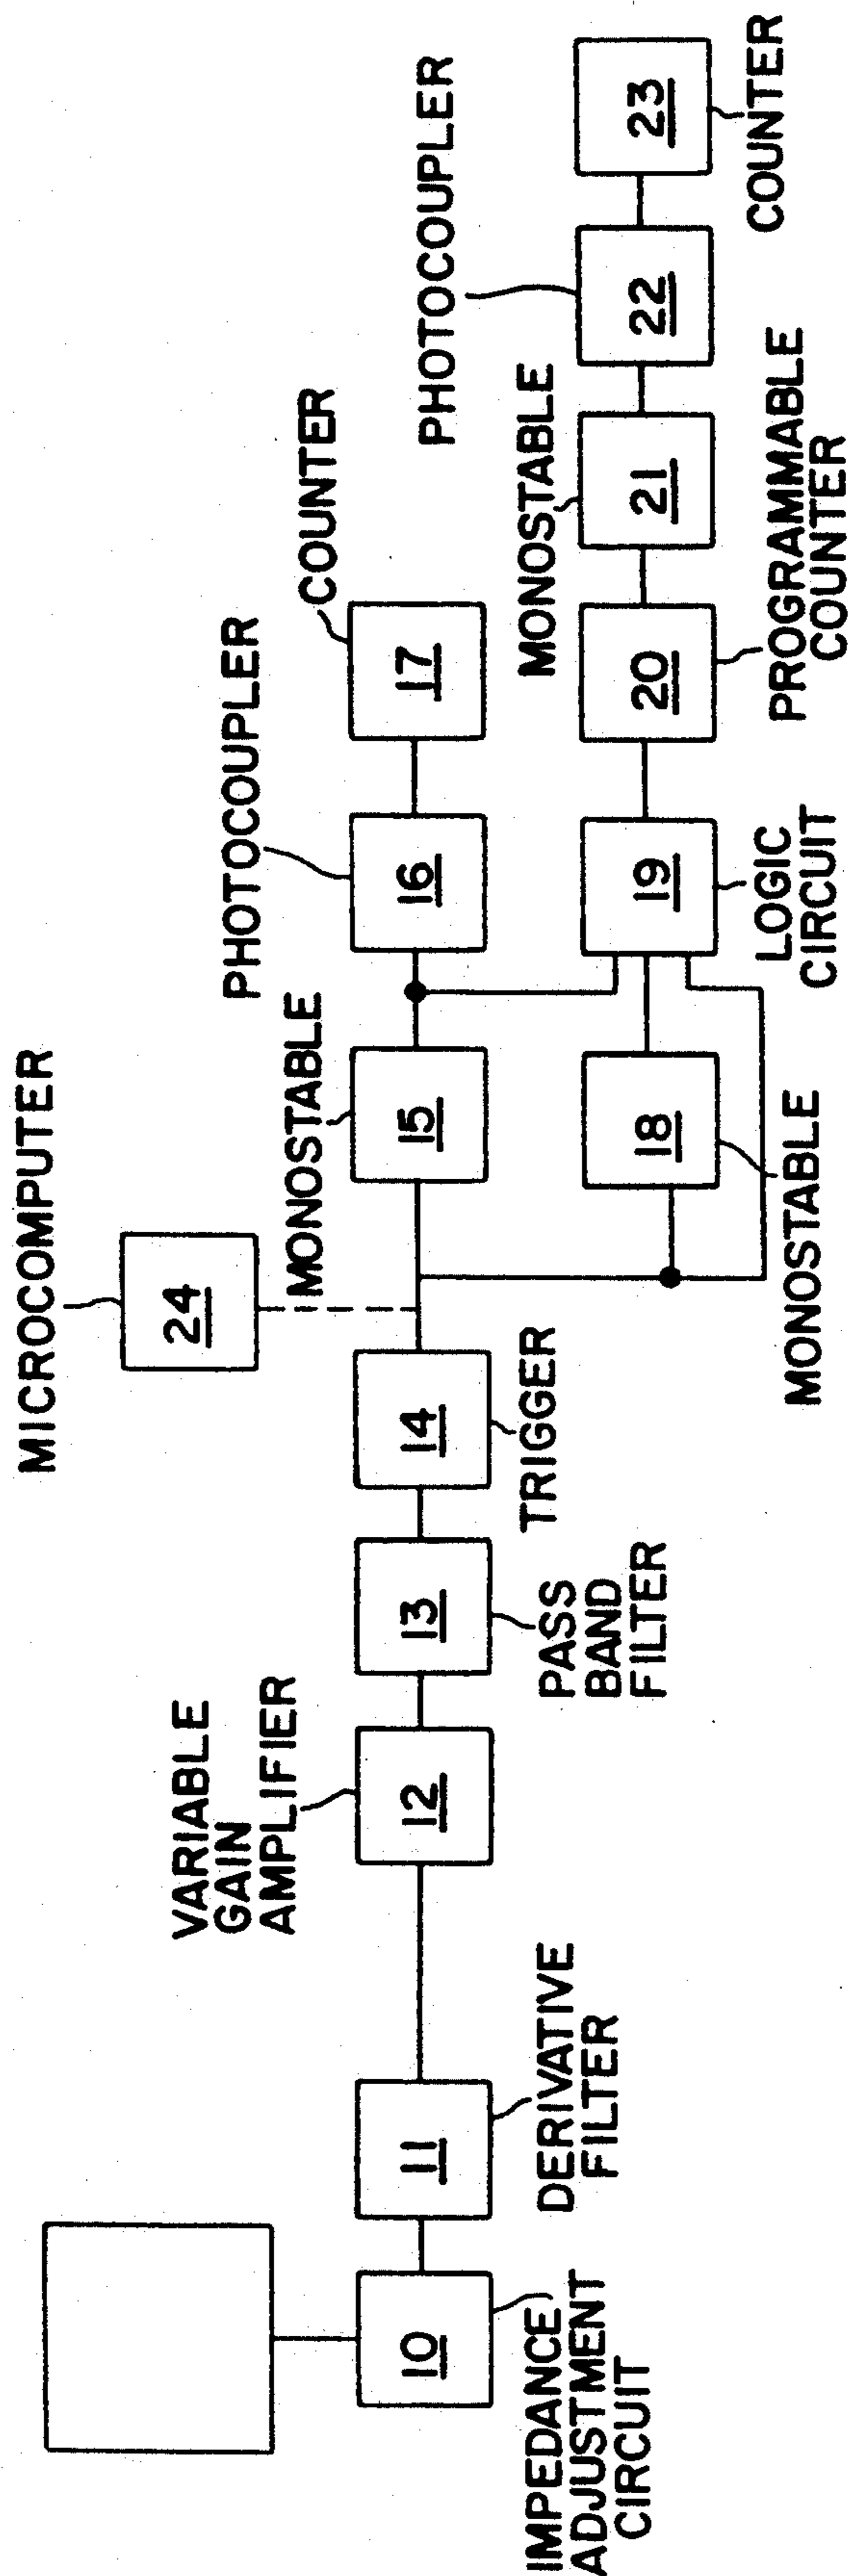 MICROCOMPUTER
24
VARIABLE
GAIN
AMPLIFIER
MONOSTABLE
PHOTOCOUPLER
COUNTER
PHOTOCOUPLER
10
11
12
13
14
15
16
17
IMPEDANCE
ADJUSTMENT
CIRCUIT
DERIVATIVE
FILTER
PASS
BAND
FILTER
TRIGGER
MONOSTABLE
18
19
20
21
22
23
MONOSTABLE
LOGIC
CIRCUIT
PROGRAMMABLE
COUNTER
COUNTER